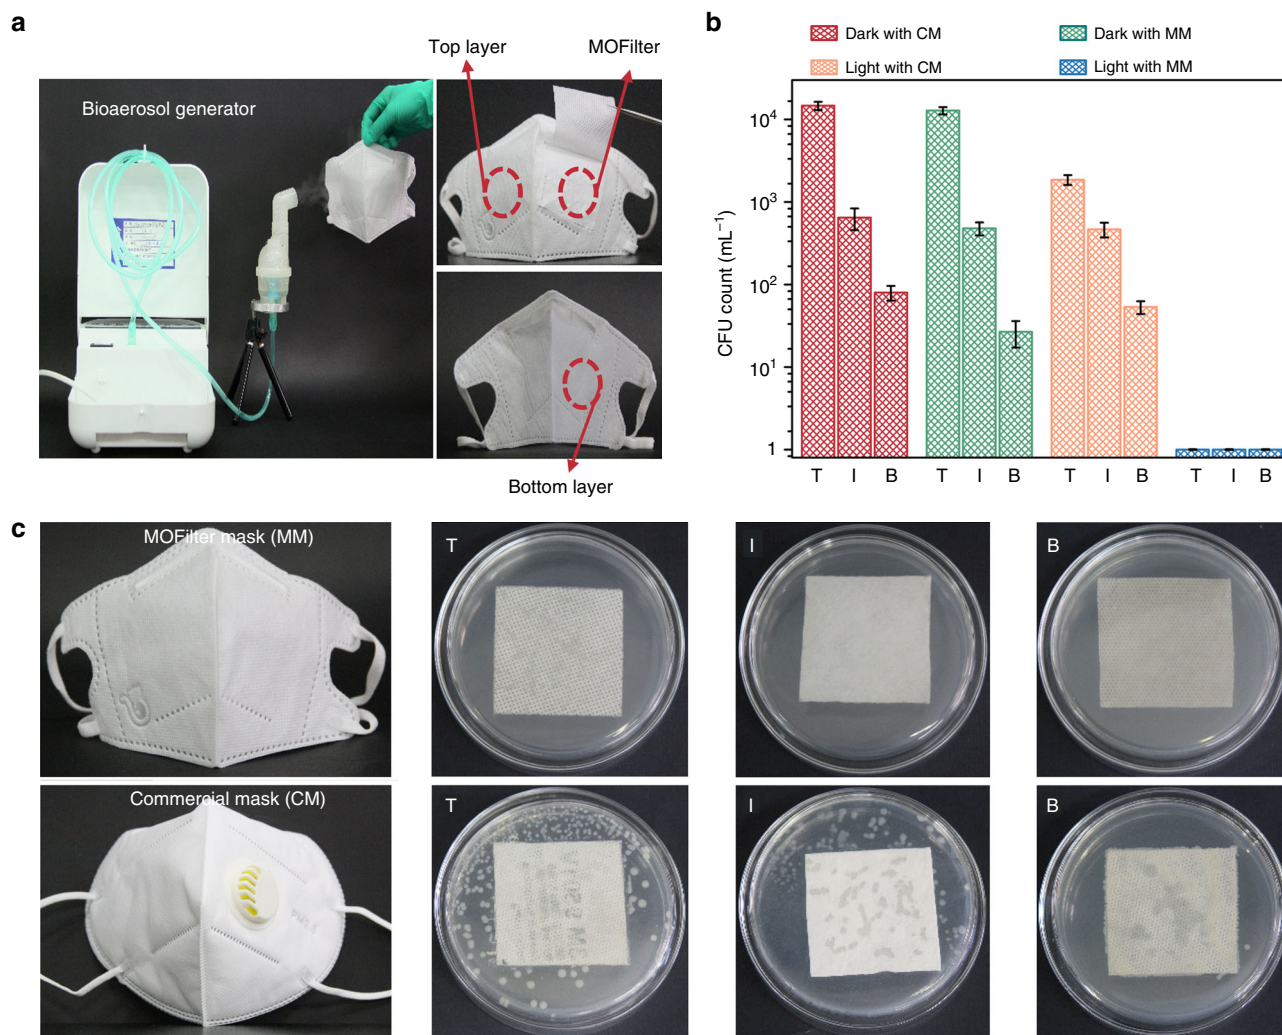 a
Top layer
MOFilter
Bioaerosol generator
Bottom layer
b
Dark with CM
Dark with MM
Light with CM
Light with MM
10⁴
10³
10²
10¹
1
CFU count (mL⁻¹)
T I B T I B T I B T I B
c
MOFilter mask (MM)
T
I
B
Commercial mask (CM)
T
I
B